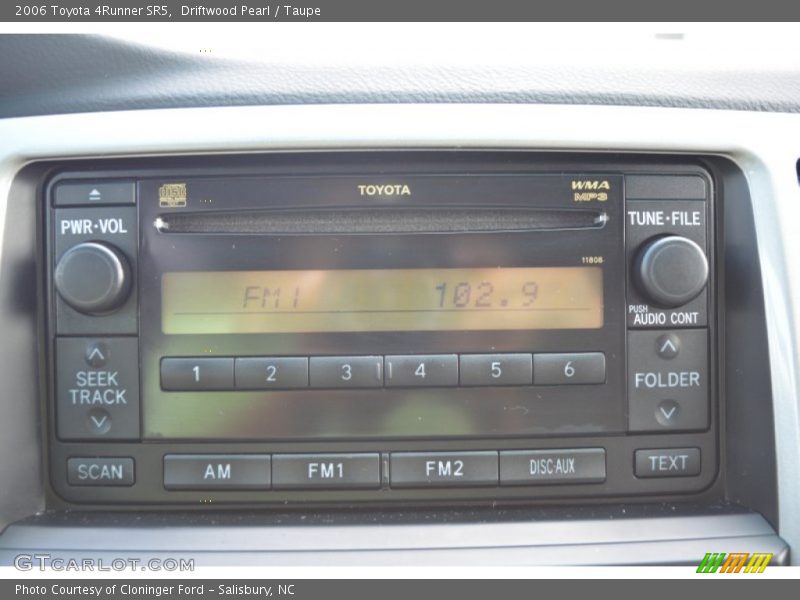 2006 Toyota 4Runner SR5, Driftwood Pearl / Taupe
TOYOTA
WMA
MP3
PWR·VOL
TUNE·FILE
11806
FM1 102.9
PUSH
AUDIO CONT
1 2 3 4 5 6
SEEK
TRACK
FOLDER
SCAN
AM FM1 FM2 DISC·AUX
TEXT
GTCARLOT.COM
Photo Courtesy of Cloninger Ford – Salisbury, NC